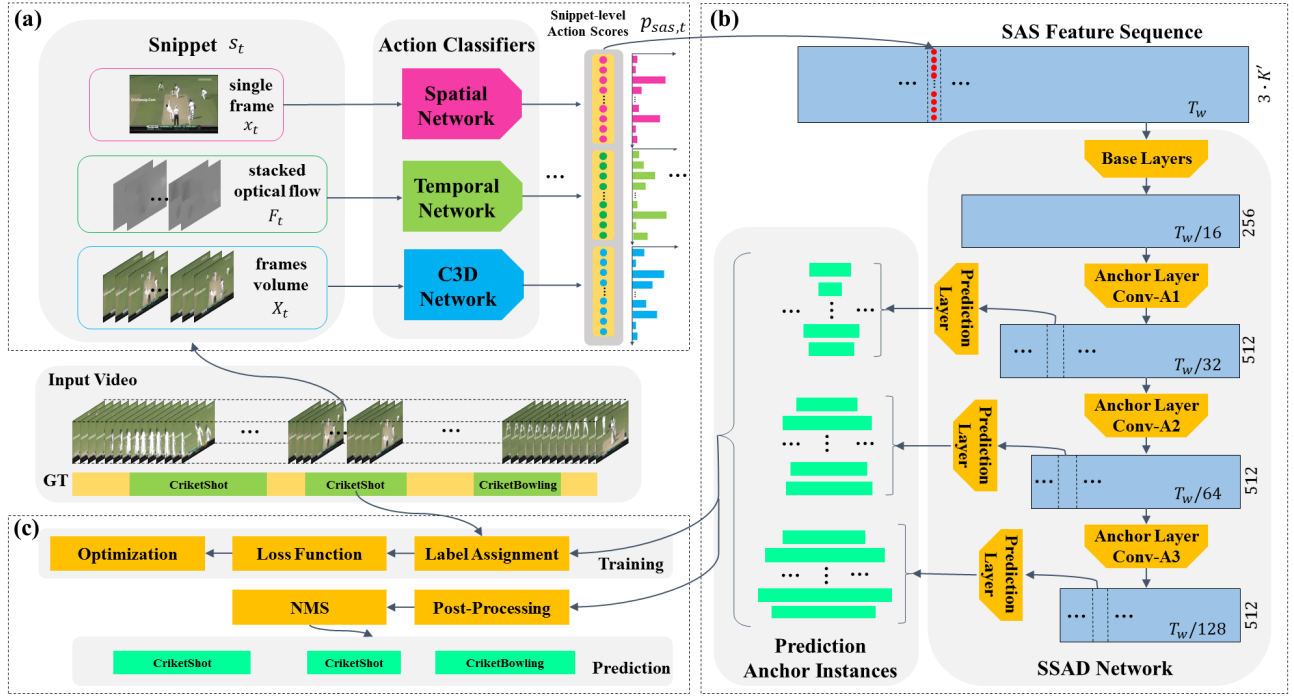 (a)
Snippet s_t
Action Classifiers
Snippet-level
Action Scores
p_{sas,t}
single
frame
x_t
Spatial
Network
stacked
optical flow
F_t
Temporal
Network
...
...
frames
volume
X_t
C3D
Network
Input Video
GT
CriketShot
CriketShot
CriketBowling
(b)
SAS Feature Sequence
...
...
T_w
3 · K′
Base Layers
T_w/16
256
Anchor Layer
Conv-A1
Prediction
Layer
...
...
T_w/32
512
Anchor Layer
Conv-A2
Prediction
Layer
...
...
T_w/64
512
Anchor Layer
Conv-A3
Prediction
Layer
...
...
T_w/128
512
Prediction
Anchor Instances
SSAD Network
(c)
Optimization
Loss Function
Label Assignment
Training
NMS
Post-Processing
CriketShot
CriketShot
CriketBowling
Prediction